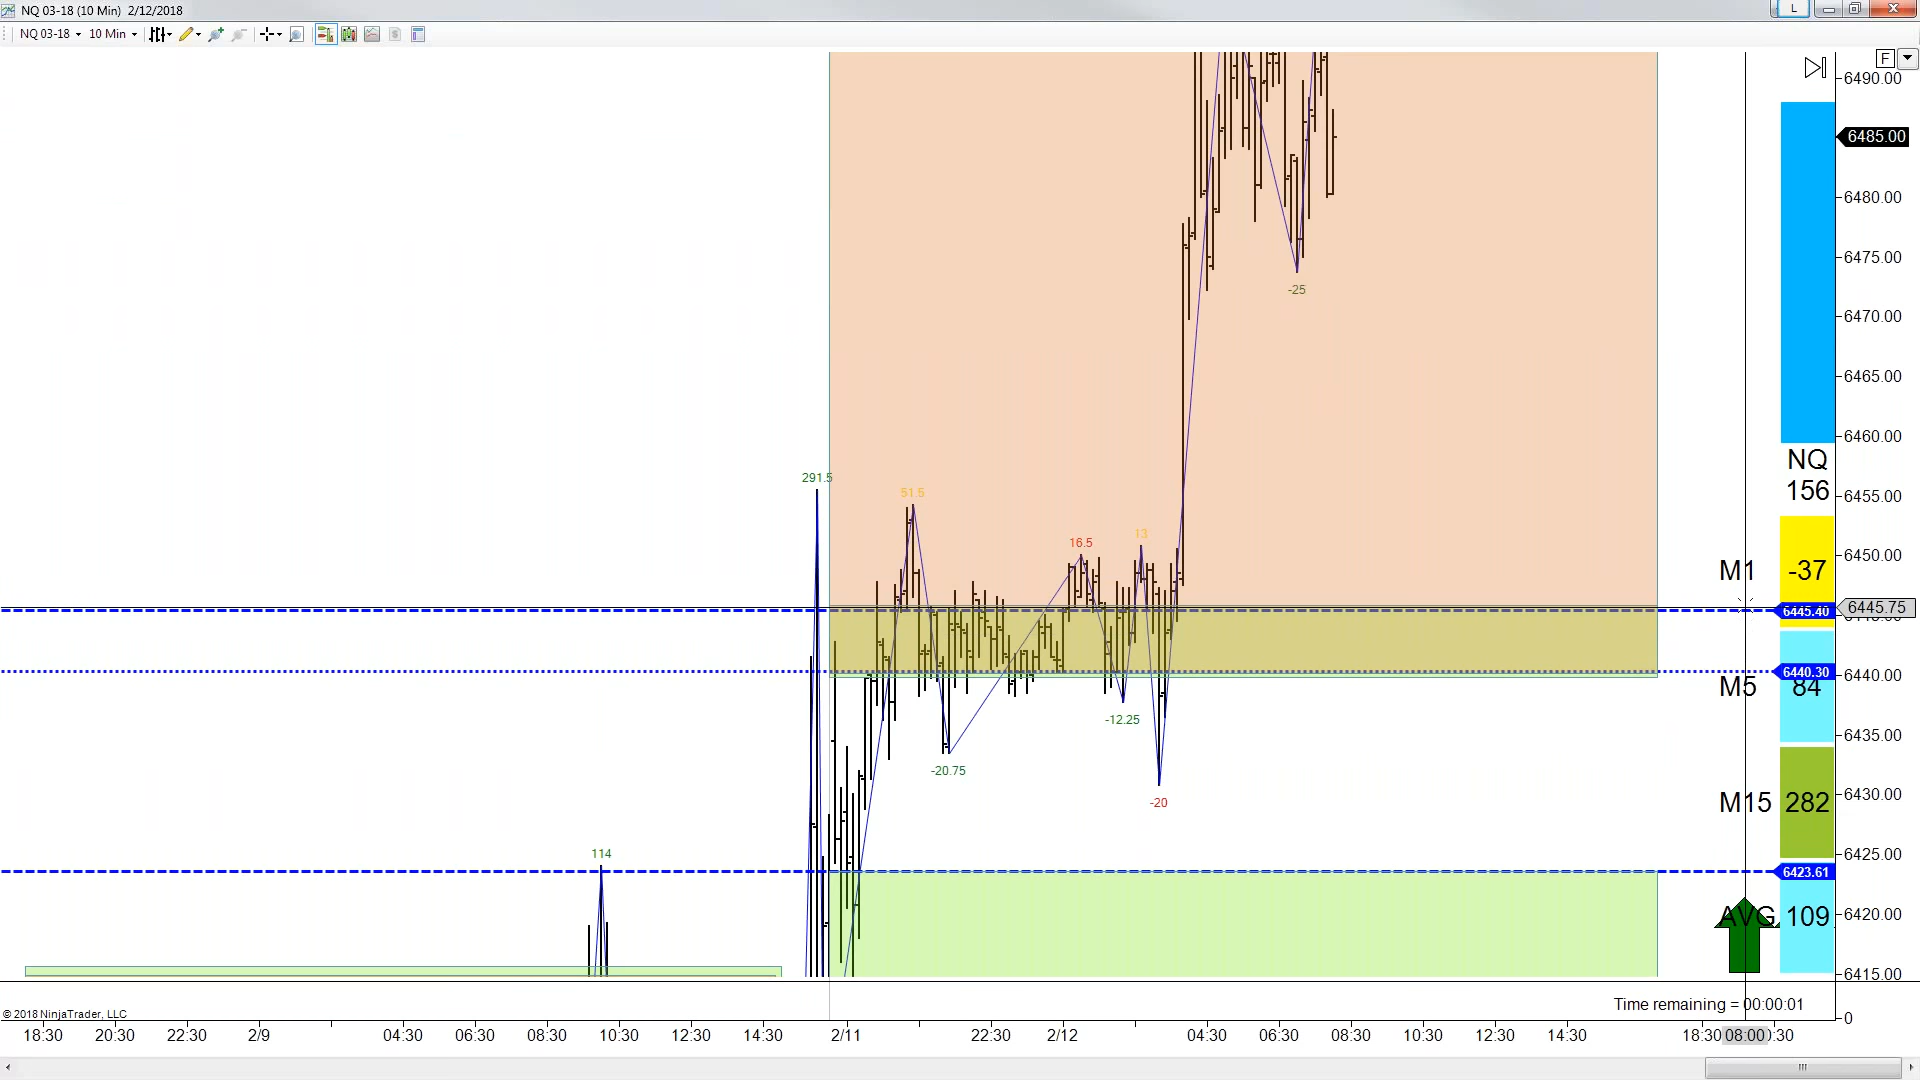 NQ 03-18 (10 Min) 2/12/2018
L
NQ 03-18 10 Min
F
6490.00
6485.00
6480.00
6475.00
-25
6470.00
6465.00
6460.00
NQ
156
291.5
51.5
6455.00
16.5
13
6450.00
M1 -37
6445.40
6445.75
6440.30
6440.00
M5 84
-12.25
6435.00
-20.75
6430.00
-20
M15 282
114
6425.00
6423.61
AVG 109
6420.00
6415.00
Time remaining = 00:00:01
© 2018 NinjaTrader, LLC
0
18:30 20:30 22:30 2/9 04:30 06:30 08:30 10:30 12:30 14:30 2/11 22:30 2/12 04:30 06:30 08:30 10:30 12:30 14:30 18:30 08:00 :30